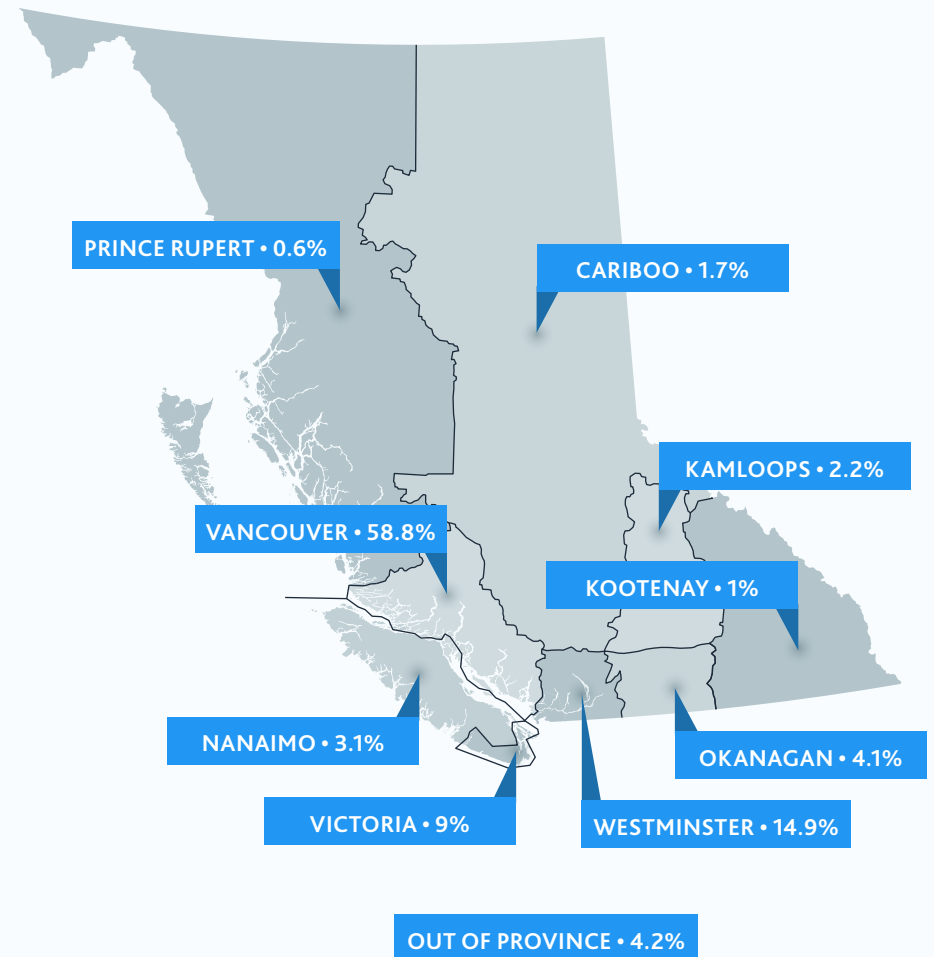 PRINCE RUPERT • 0.6%
CARIBOO • 1.7%
KAMLOOPS • 2.2%
VANCOUVER • 58.8%
KOOTENAY • 1%
NANAIMO • 3.1%
OKANAGAN • 4.1%
VICTORIA • 9%
WESTMINSTER • 14.9%
OUT OF PROVINCE • 4.2%